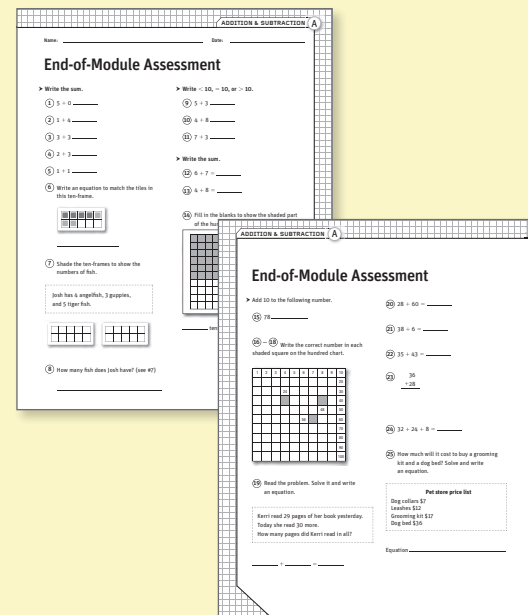 ADDITION & SUBTRACTION A
Name: Date:
End-of-Module Assessment
➤ Write the sum.
1 5 + 0
2 1 + 4
3 3 + 3
4 2 + 3
5 1 + 1
6 Write an equation to match the tiles in
this ten-frame.
7 Shade the ten-frames to show the
numbers of fish.
Josh has 4 angelfish, 3 guppies,
and 5 tiger fish.
8 How many fish does Josh have? (see #7)
➤ Write < 10, = 10, or > 10.
9 5 + 3
10 4 + 8
11 7 + 3
➤ Write the sum.
12 6 + 7 =
13 4 + 8 =
14 Fill in the blanks to show the shaded part
of the hun
ten
ADDITION & SUBTRACTION A
End-of-Module Assessment
➤ Add 10 to the following number.
15 78
16 – 18 Write the correct number in each
shaded square on the hundred chart.
1 2 3 4 5 6 7 8 9 10
20
24 30
40
48 50
56 60
70
80
90
100
19 Read the problem. Solve it and write
an equation.
Kerri read 29 pages of her book yesterday.
Today she read 30 more.
How many pages did Kerri read in all?
+ =
20 28 + 60 =
21 38 + 6 =
22 35 + 43 =
23 36
+28
24 32 + 24 + 8 =
25 How much will it cost to buy a grooming
kit and a dog bed? Solve and write
an equation.
Pet store price list
Dog collars $7
Leashes $12
Grooming kit $17
Dog bed $36
Equation